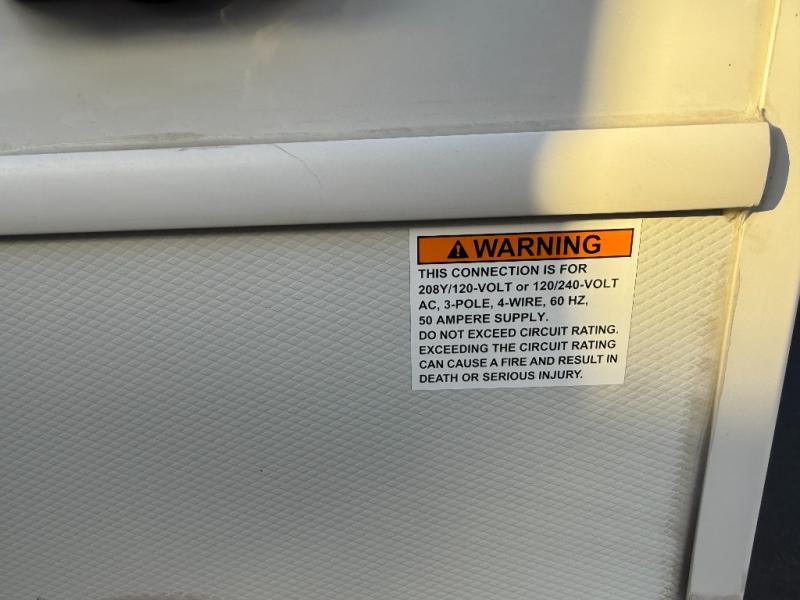 WARNING
THIS CONNECTION IS FOR
208Y/120-VOLT or 120/240-VOLT
AC, 3-POLE, 4-WIRE, 60 HZ,
50 AMPERE SUPPLY.
DO NOT EXCEED CIRCUIT RATING.
EXCEEDING THE CIRCUIT RATING
CAN CAUSE A FIRE AND RESULT IN
DEATH OR SERIOUS INJURY.